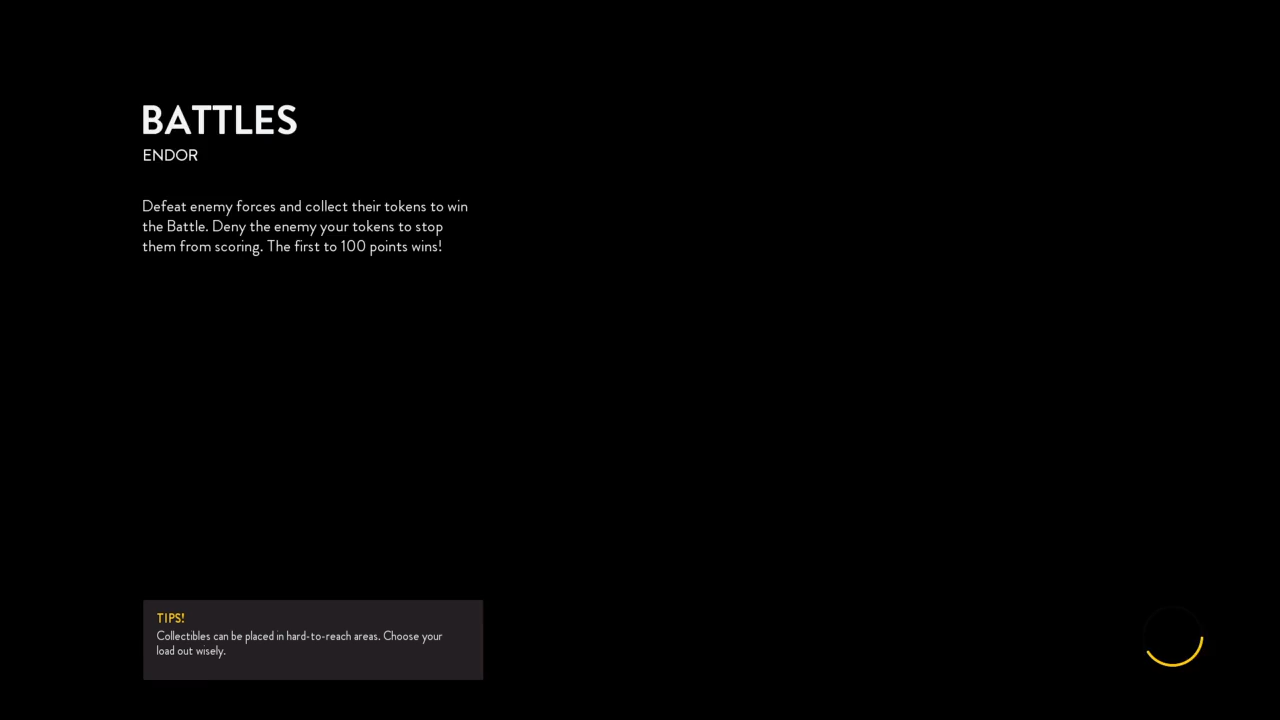 BATTLES
ENDOR
Defeat enemy forces and collect their tokens to win
the Battle. Deny the enemy your tokens to stop
them from scoring. The first to 100 points wins!
TIPS!
Collectibles can be placed in hard-to-reach areas. Choose your
load out wisely.